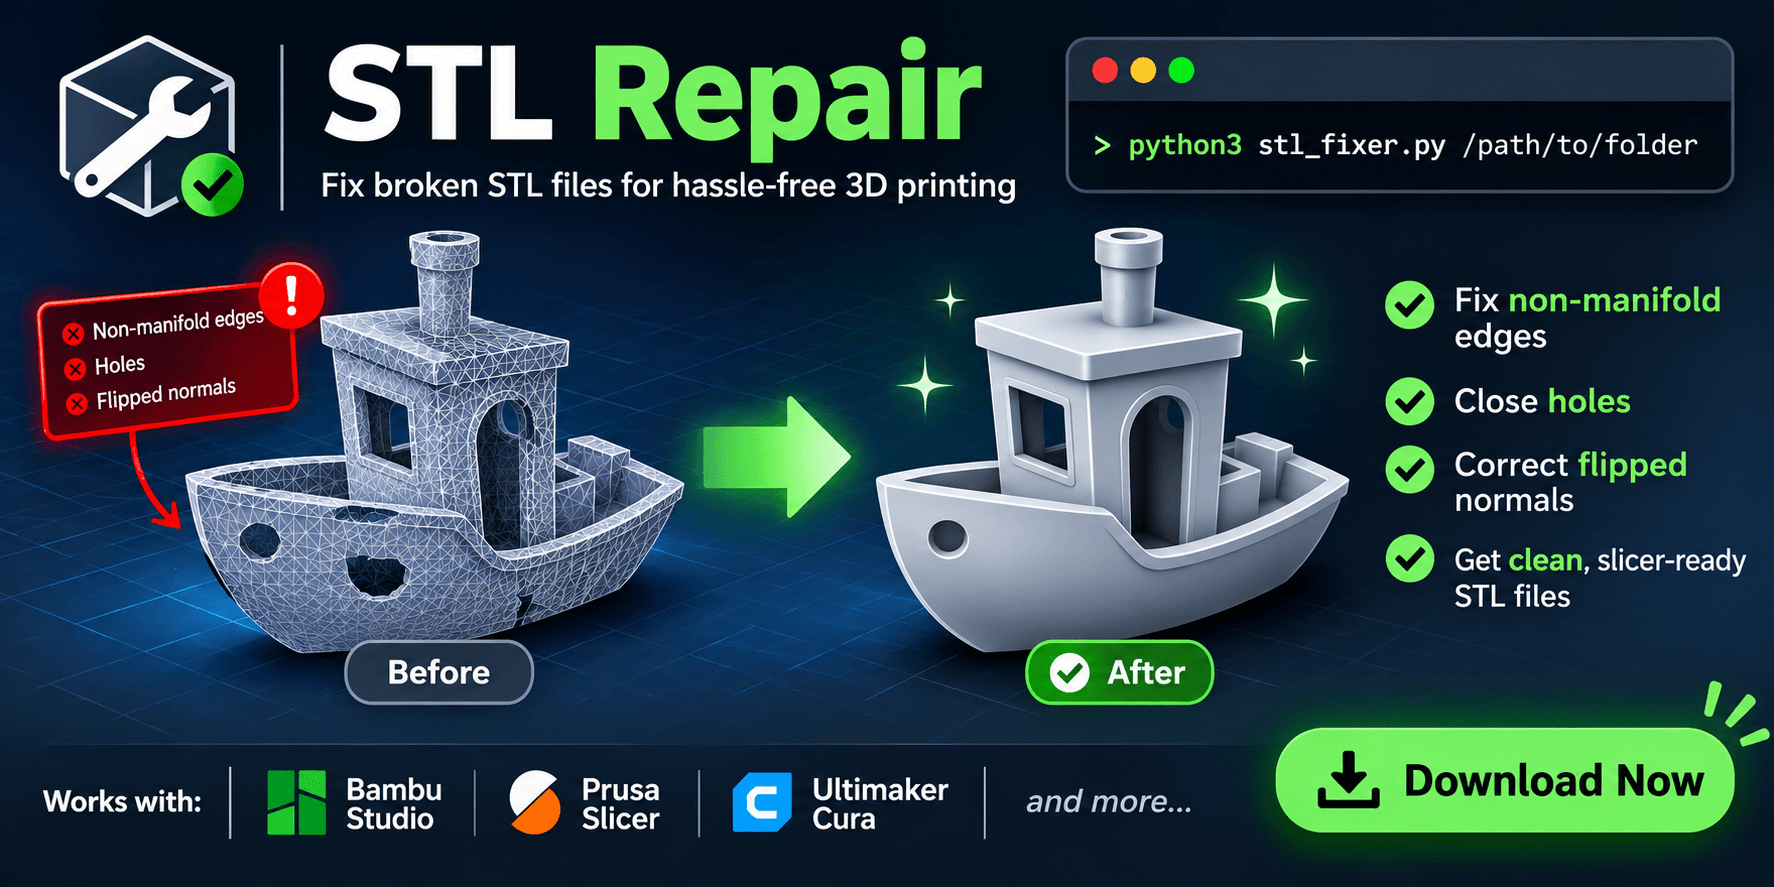 STL Repair
Fix broken STL files for hassle-free 3D printing
> python3 stl_fixer.py /path/to/folder
!
Non-manifold edges
Holes
Flipped normals
Before
After
Fix non-manifold
edges
Close holes
Correct flipped
normals
Get clean, slicer-ready
STL files
Works with:
Bambu
Studio
Prusa
Slicer
Ultimaker
Cura
and more...
Download Now